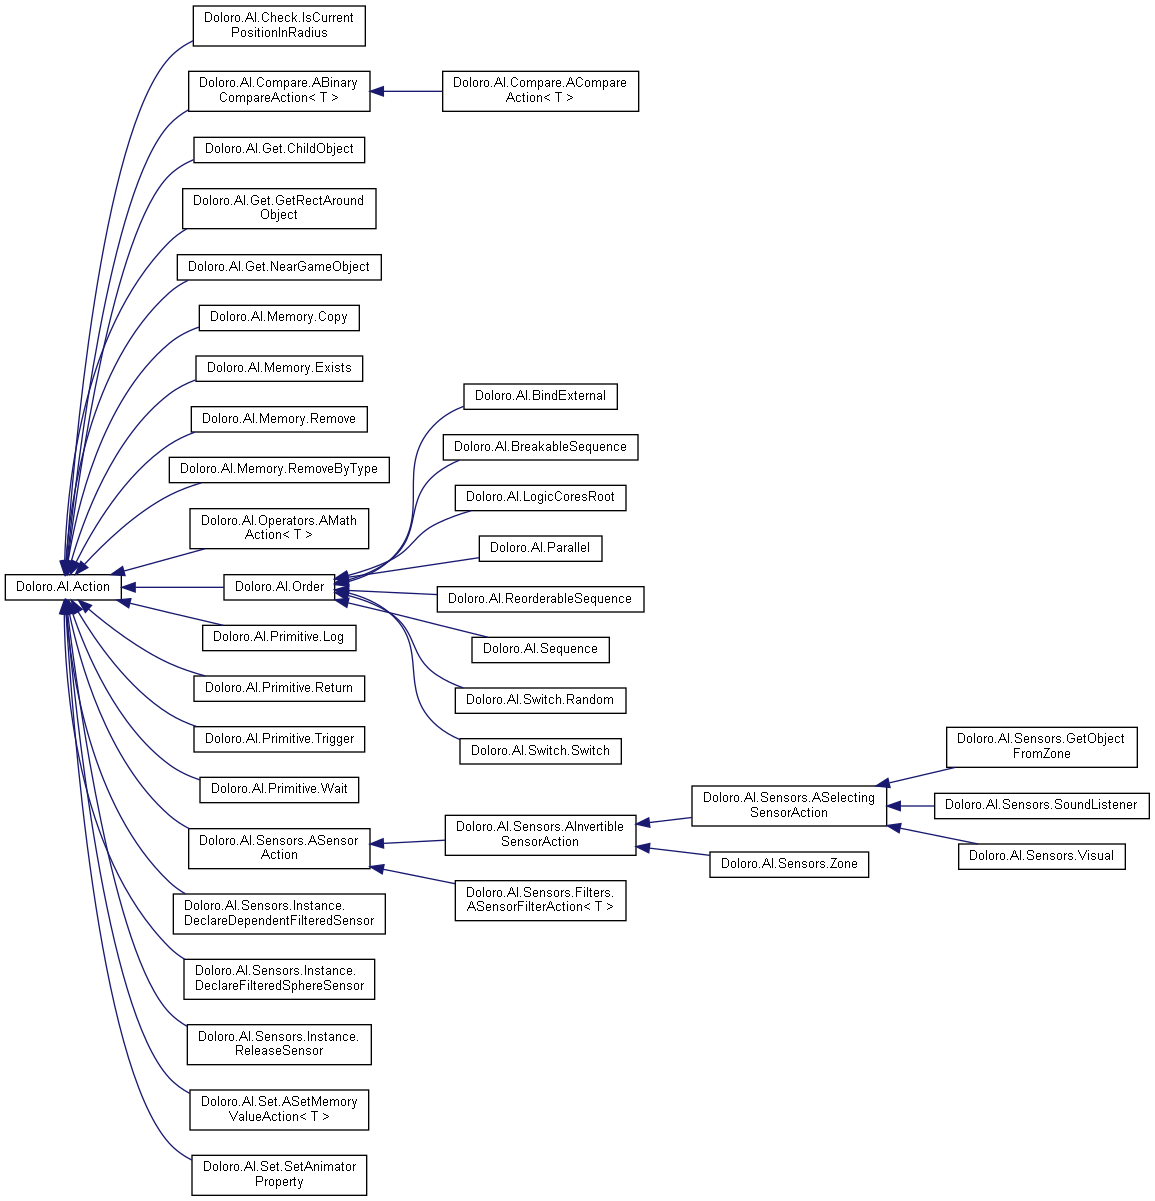 Doloro.AI.Check.IsCurrent
PositionInRadius
Doloro.AI.Compare.ABinary
CompareAction< T >
Doloro.AI.Compare.ACompare
Action< T >
Doloro.AI.Get.ChildObject
Doloro.AI.Get.GetRectAround
Object
Doloro.AI.Get.NearGameObject
Doloro.AI.Memory.Copy
Doloro.AI.Memory.Exists
Doloro.AI.Memory.Remove
Doloro.AI.Memory.RemoveByType
Doloro.AI.Operators.AMath
Action< T >
Doloro.AI.Action
Doloro.AI.Order
Doloro.AI.BindExternal
Doloro.AI.BreakableSequence
Doloro.AI.LogicCoresRoot
Doloro.AI.Parallel
Doloro.AI.ReorderableSequence
Doloro.AI.Sequence
Doloro.AI.Switch.Random
Doloro.AI.Switch.Switch
Doloro.AI.Primitive.Log
Doloro.AI.Primitive.Return
Doloro.AI.Primitive.Trigger
Doloro.AI.Primitive.Wait
Doloro.AI.Sensors.ASensor
Action
Doloro.AI.Sensors.AInvertible
SensorAction
Doloro.AI.Sensors.ASelecting
SensorAction
Doloro.AI.Sensors.GetObject
FromZone
Doloro.AI.Sensors.SoundListener
Doloro.AI.Sensors.Visual
Doloro.AI.Sensors.Zone
Doloro.AI.Sensors.Filters.
ASensorFilterAction< T >
Doloro.AI.Sensors.Instance.
DeclareDependentFilteredSensor
Doloro.AI.Sensors.Instance.
DeclareFilteredSphereSensor
Doloro.AI.Sensors.Instance.
ReleaseSensor
Doloro.AI.Set.ASetMemory
ValueAction< T >
Doloro.AI.Set.SetAnimator
Property